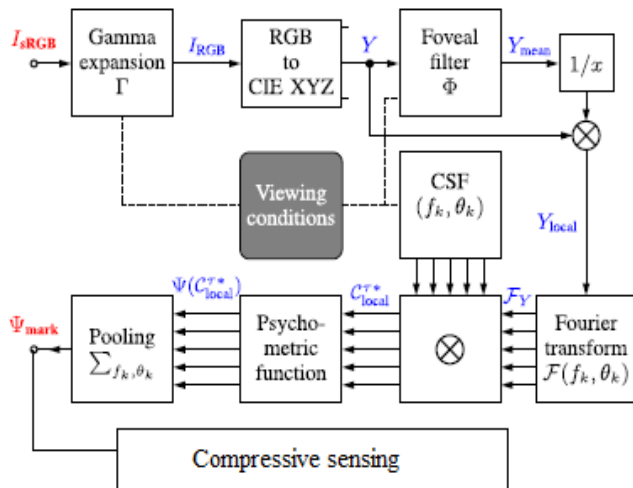 I_sRGB
Gamma
expansion
Γ
I_RGB
RGB
to
CIE XYZ
Y
Foveal
filter
Φ
Y_mean
1/x
Viewing
conditions
CSF
(f_k, θ_k)
Y_local
Ψ_mark
Pooling
∑_{f_k,θ_k}
Ψ(C^{τ*}_local)
Psycho-
metric
function
C^{τ*}_local
F_Y
Fourier
transform
F(f_k, θ_k)
Compressive sensing